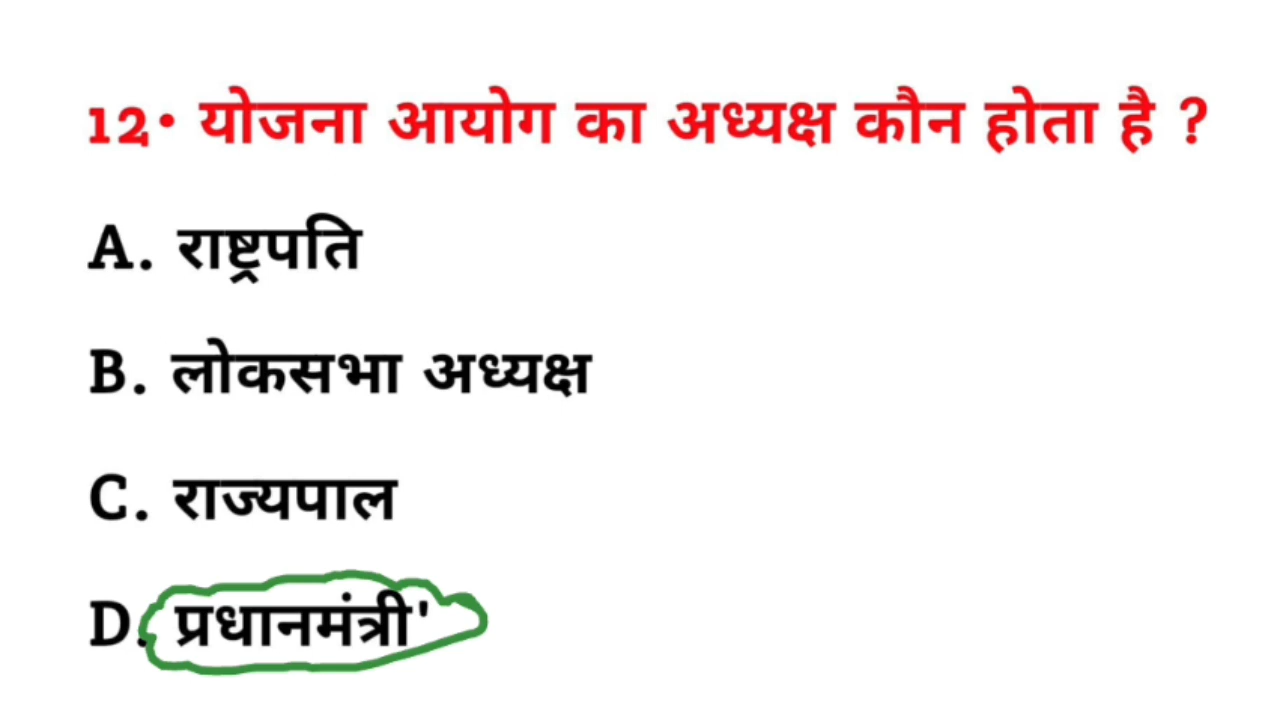 12• योजना आयोग का अध्यक्ष कौन होता है ?
A. राष्ट्रपति
B. लोकसभा अध्यक्ष
C. राज्यपाल
D. प्रधानमंत्री'